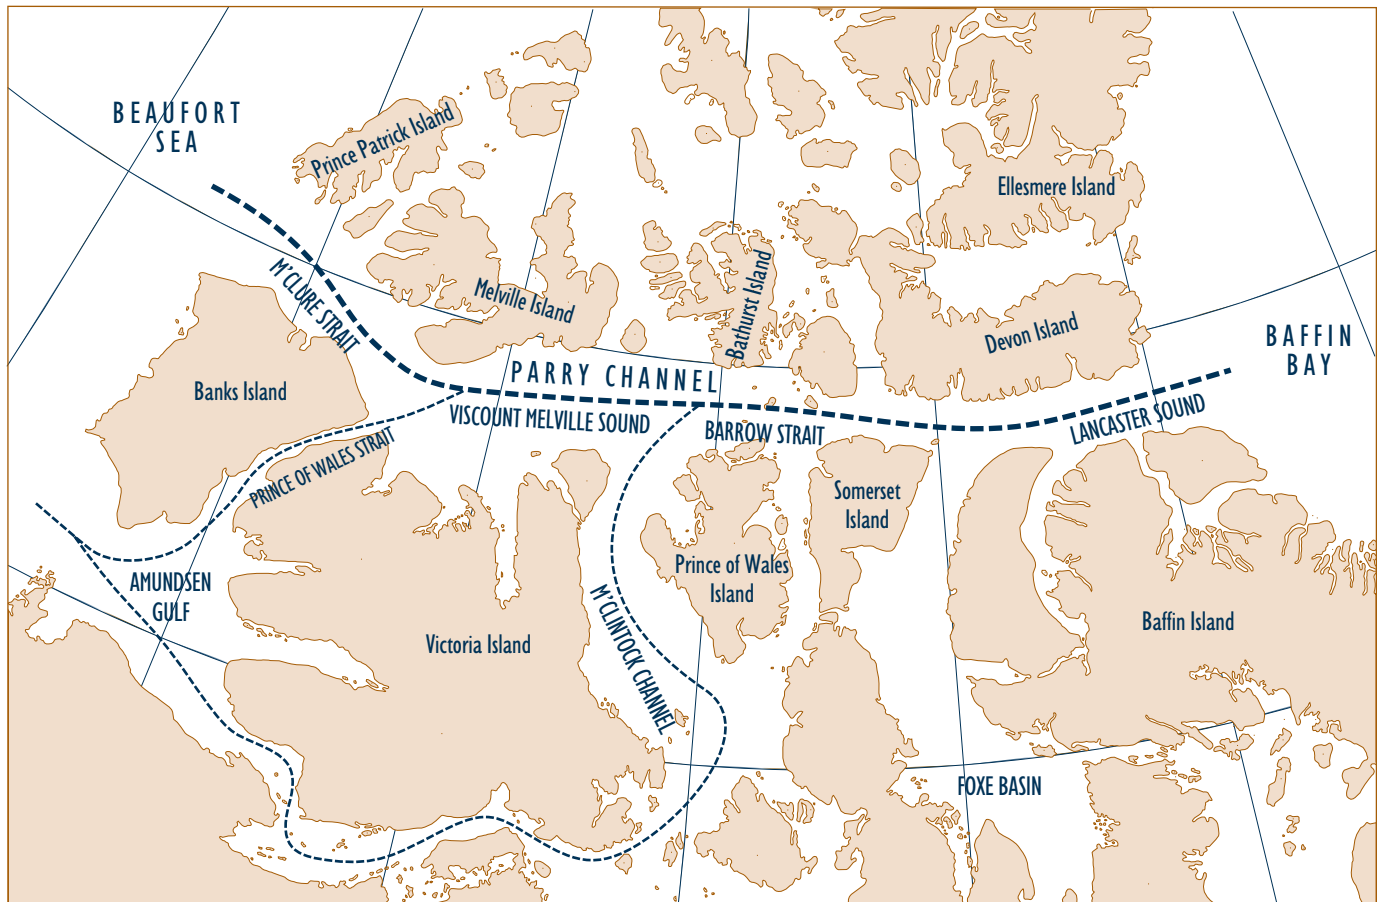 BEAUFORT
SEA
Prince Patrick Island
Ellesmere Island
M'CLURE STRAIT
Melville Island
Bathurst Island
Devon Island
BAFFIN
BAY
Banks Island
PARRY CHANNEL
VISCOUNT MELVILLE SOUND
BARROW STRAIT
LANCASTER SOUND
PRINCE OF WALES STRAIT
Somerset
Island
Prince of Wales
Island
AMUNDSEN
GULF
Victoria Island
M'CLINTOCK CHANNEL
Baffin Island
FOXE BASIN